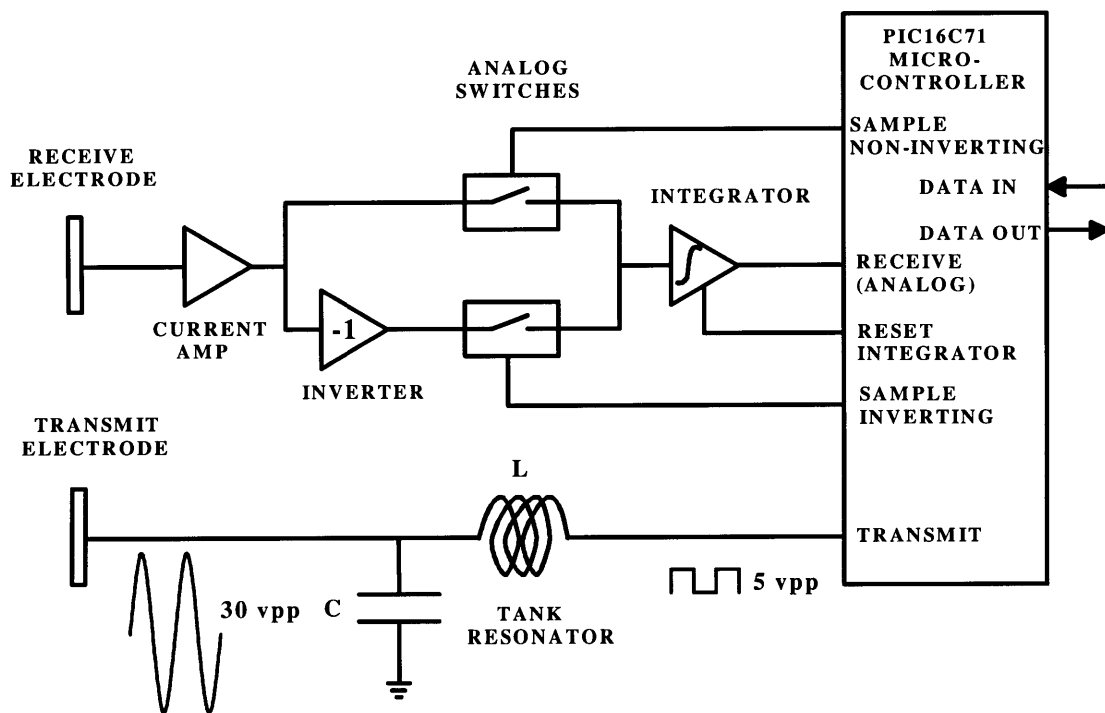 PIC16C71
MICRO-
CONTROLLER
ANALOG
SWITCHES
SAMPLE
NON-INVERTING
RECEIVE
ELECTRODE
DATA IN
INTEGRATOR
DATA OUT
RECEIVE
(ANALOG)
CURRENT
AMP
-1
INVERTER
RESET
INTEGRATOR
SAMPLE
INVERTING
TRANSMIT
ELECTRODE
L
TRANSMIT
30 vpp
C
TANK
RESONATOR
5 vpp